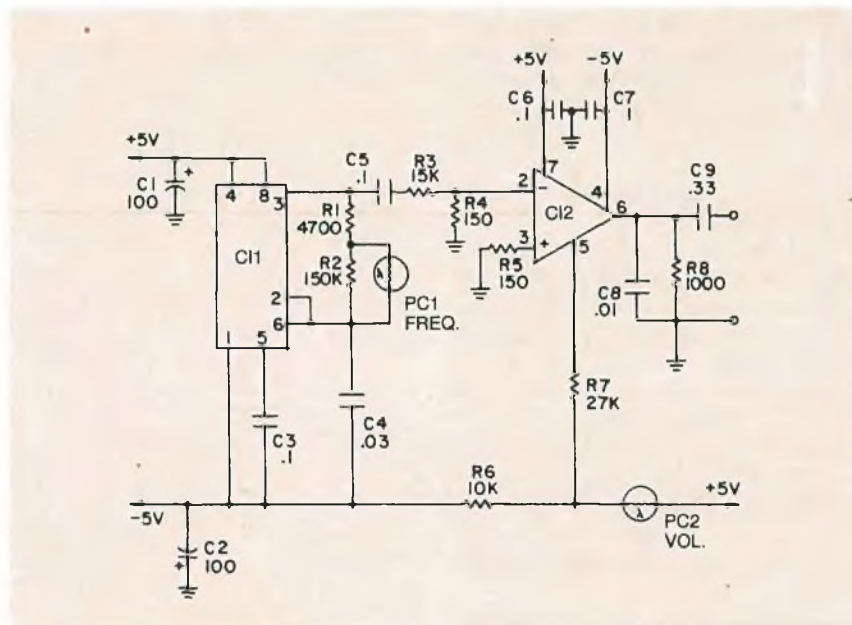 +5V
-5V
C6
.1
C7
.1
+5V
C1
+
100
4
8
3
C5
.1
R3
15K
R1
4700
R4
150
2
-
7
4
6
CI2
3
+
5
C9
.33
CI1
R2
150K
R5
150
PC1
FREQ.
λ
2
6
C8
.01
R8
1000
1
5
R7
27K
C3
.1
C4
.03
R6
10K
-5V
+5V
λ
PC2
VOL.
C2
+
100